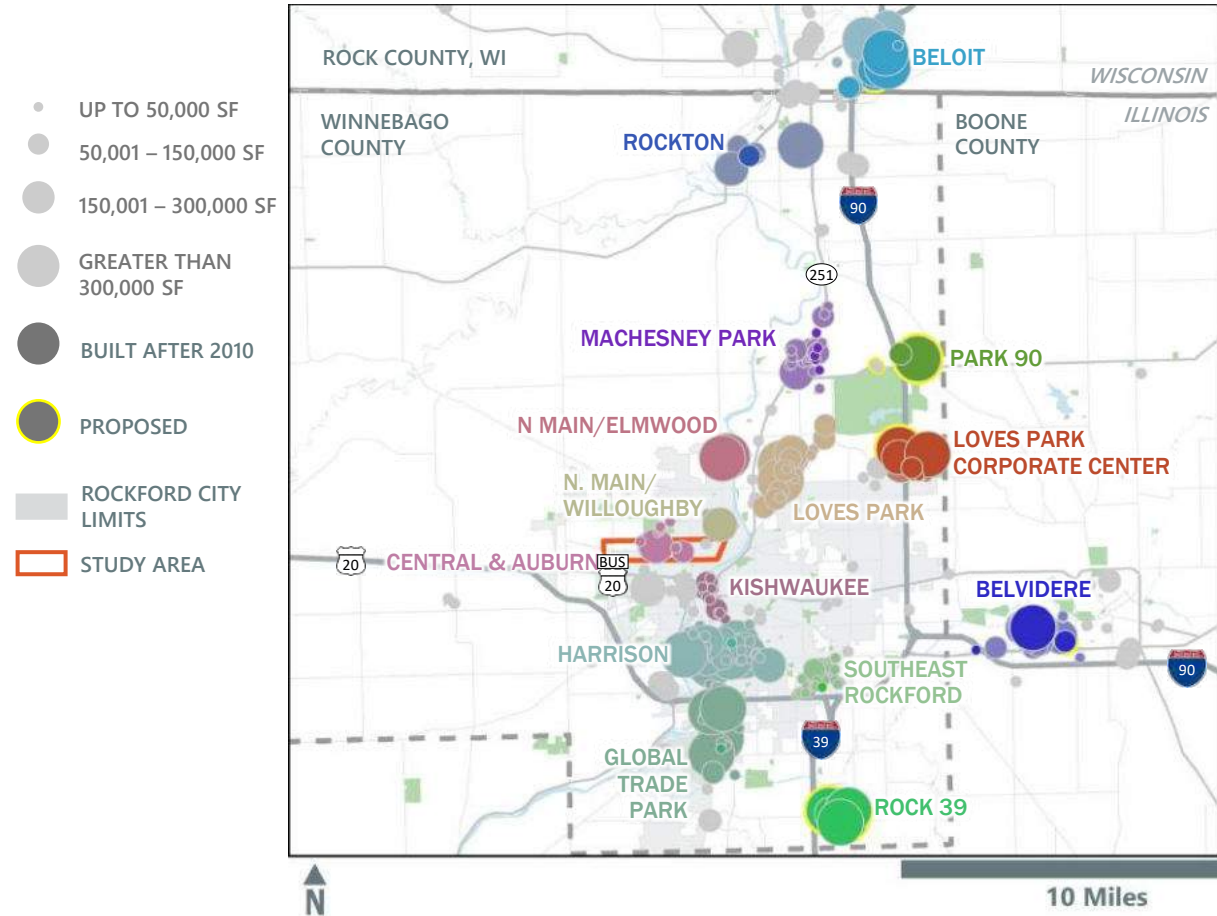 UP TO 50,000 SF
50,001 – 150,000 SF
150,001 – 300,000 SF
GREATER THAN
300,000 SF
BUILT AFTER 2010
PROPOSED
ROCKFORD CITY
LIMITS
STUDY AREA
ROCK COUNTY, WI
BELOIT
WISCONSIN
ILLINOIS
WINNEBAGO
COUNTY
BOONE
COUNTY
ROCKTON
90
251
MACHESNEY PARK
PARK 90
N MAIN/ELMWOOD
LOVES PARK
CORPORATE CENTER
N. MAIN/
WILLOUGHBY
LOVES PARK
20
CENTRAL & AUBURN
BUS
20
KISHWAUKEE
BELVIDERE
HARRISON
SOUTHEAST
ROCKFORD
90
39
GLOBAL
TRADE
PARK
ROCK 39
N
10 Miles